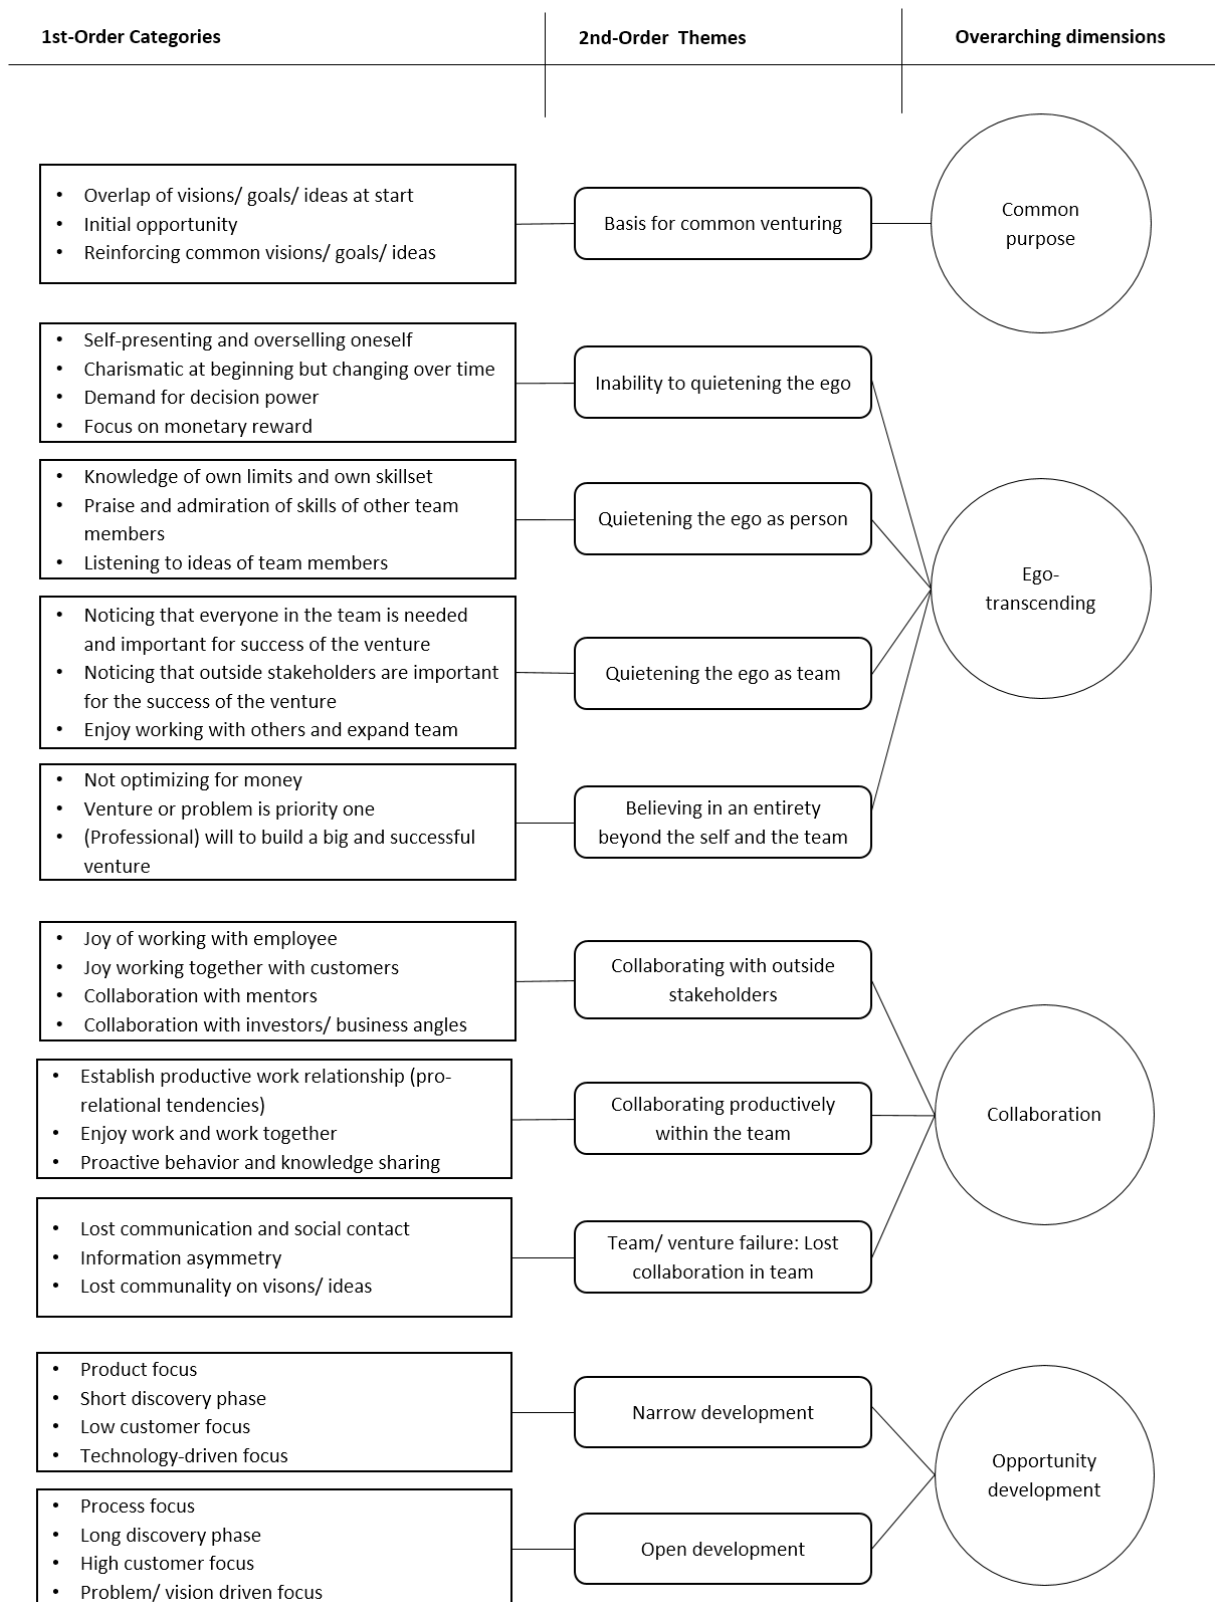 1st-Order Categories
2nd-Order Themes
Overarching dimensions
• Overlap of visions/ goals/ ideas at start
• Initial opportunity
• Reinforcing common visions/ goals/ ideas
Basis for common venturing
Common
purpose
• Self-presenting and overselling oneself
• Charismatic at beginning but changing over time
• Demand for decision power
• Focus on monetary reward
Inability to quietening the ego
• Knowledge of own limits and own skillset
• Praise and admiration of skills of other team
members
• Listening to ideas of team members
Quietening the ego as person
• Noticing that everyone in the team is needed
and important for success of the venture
• Noticing that outside stakeholders are important
for the success of the venture
• Enjoy working with others and expand team
Quietening the ego as team
• Not optimizing for money
• Venture or problem is priority one
• (Professional) will to build a big and successful
venture
Believing in an entirety
beyond the self and the team
Ego-
transcending
• Joy of working with employee
• Joy working together with customers
• Collaboration with mentors
• Collaboration with investors/ business angles
Collaborating with outside
stakeholders
• Establish productive work relationship (pro-
relational tendencies)
• Enjoy work and work together
• Proactive behavior and knowledge sharing
Collaborating productively
within the team
• Lost communication and social contact
• Information asymmetry
• Lost communality on visons/ ideas
Team/ venture failure: Lost
collaboration in team
Collaboration
• Product focus
• Short discovery phase
• Low customer focus
• Technology-driven focus
Narrow development
• Process focus
• Long discovery phase
• High customer focus
• Problem/ vision driven focus
Open development
Opportunity
development